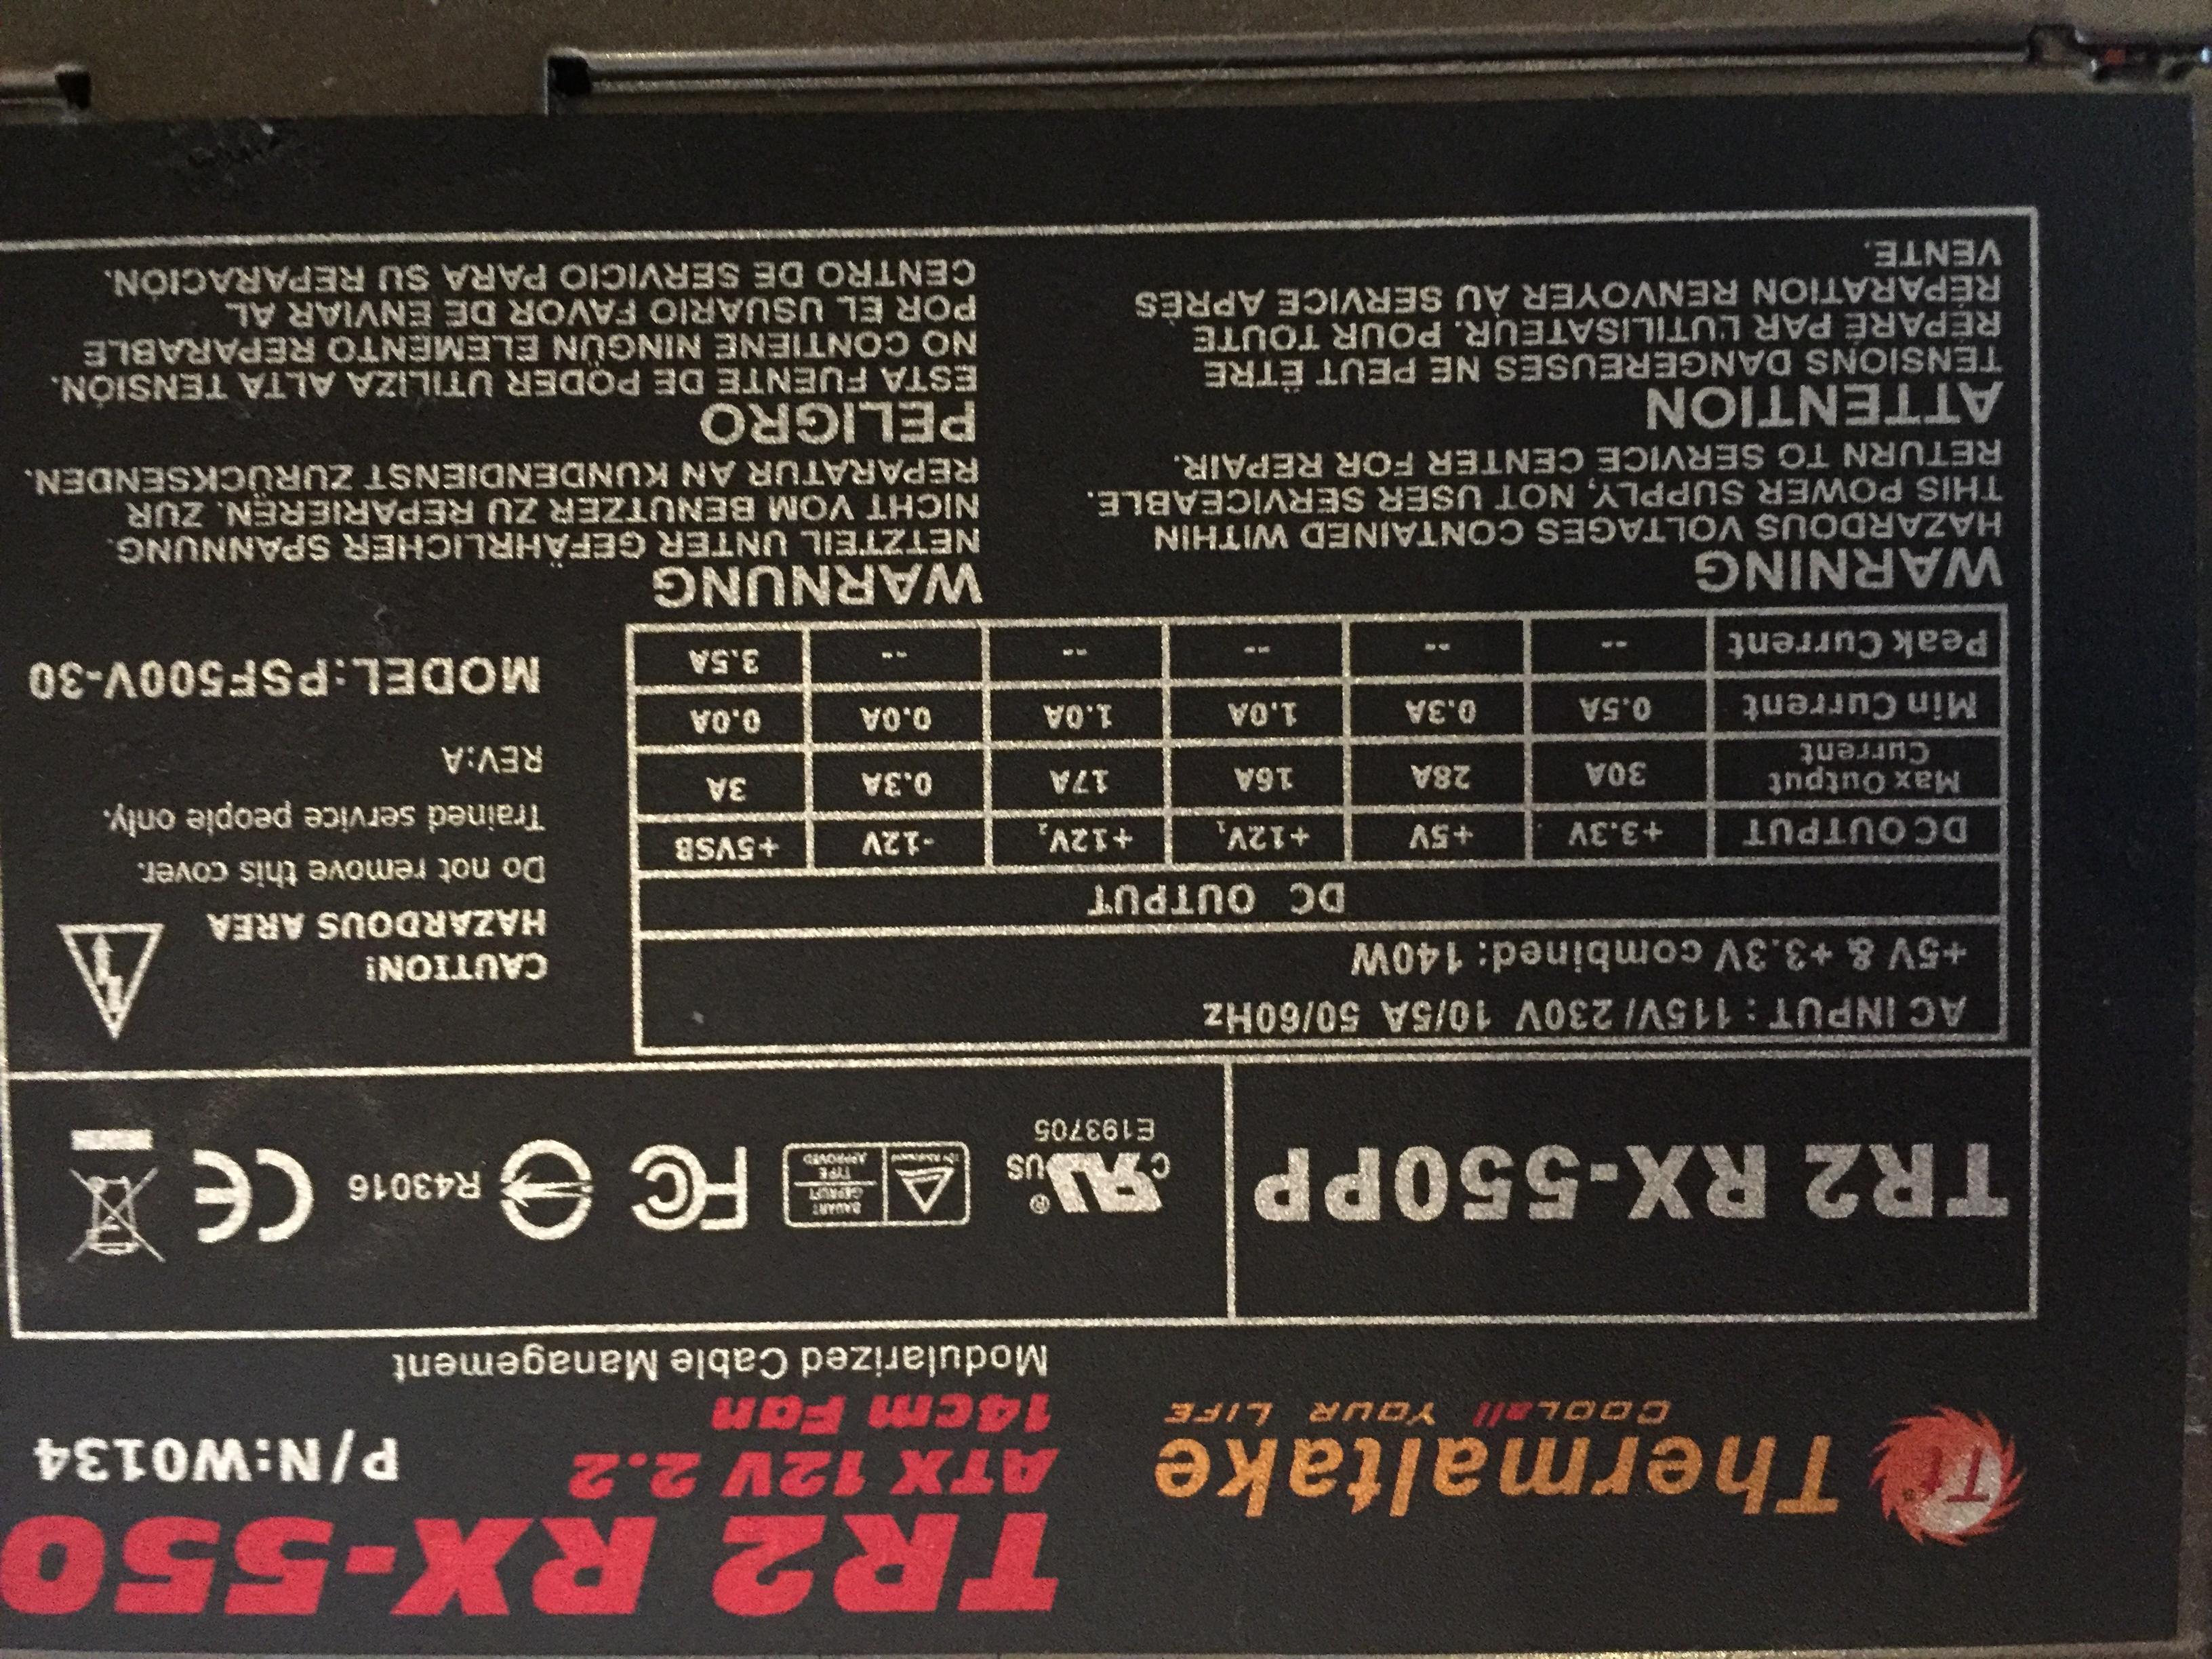 Thermaltake
COOLall YOUR LIFE
TR2 RX-550
ATX 12V 2.2
14cm Fan
P/N:W0134
Modularized Cable Management
TR2 RX-550PP
C US ®
E193705
BAUART
GEPRÜFT
TYPE
APPROVED
FC
R43016
CE
AC INPUT : 115V/ 230V 10/5A 50/60Hz
+5V & +3.3V combined: 140W
DC OUTPUT
DC OUTPUT +3.3V +5V +12V₁ +12V₂ -12V +5VSB
Max Output Current 30A 28A 16A 17A 0.3A 3A
Min Current 0.5A 0.3A 1.0A 1.0A 0.0A 0.0A
Peak Current -- -- -- -- -- 3.5A
CAUTION!
HAZARDOUS AREA
Do not remove this cover.
Trained service people only.
REV:A
MODEL:PSF500V-30
WARNING
HAZARDOUS VOLTAGES CONTAINED WITHIN
THIS POWER SUPPLY, NOT USER SERVICEABLE.
RETURN TO SERVICE CENTER FOR REPAIR.
ATTENTION
TENSIONS DANGEREUSES NE PEUT ÊTRE
RÉPARÉ PAR L'UTILISATEUR. POUR TOUTE
RÉPARATION RENVOYER AU SERVICE APRÈS
VENTE.
WARNUNG
NETZTEIL UNTER GEFÄHRLICHER SPANNUNG.
NICHT VOM BENUTZER ZU REPARIEREN. ZUR
REPARATUR AN KUNDENDIENST ZURÜCKSENDEN.
PELIGRO
ESTA FUENTE DE PODER UTILIZA ALTA TENSIÓN.
NO CONTIENE NINGÚN ELEMENTO REPARABLE
POR EL USUARIO FAVOR DE ENVIAR AL
CENTRO DE SERVICIO PARA SU REPARACIÓN.